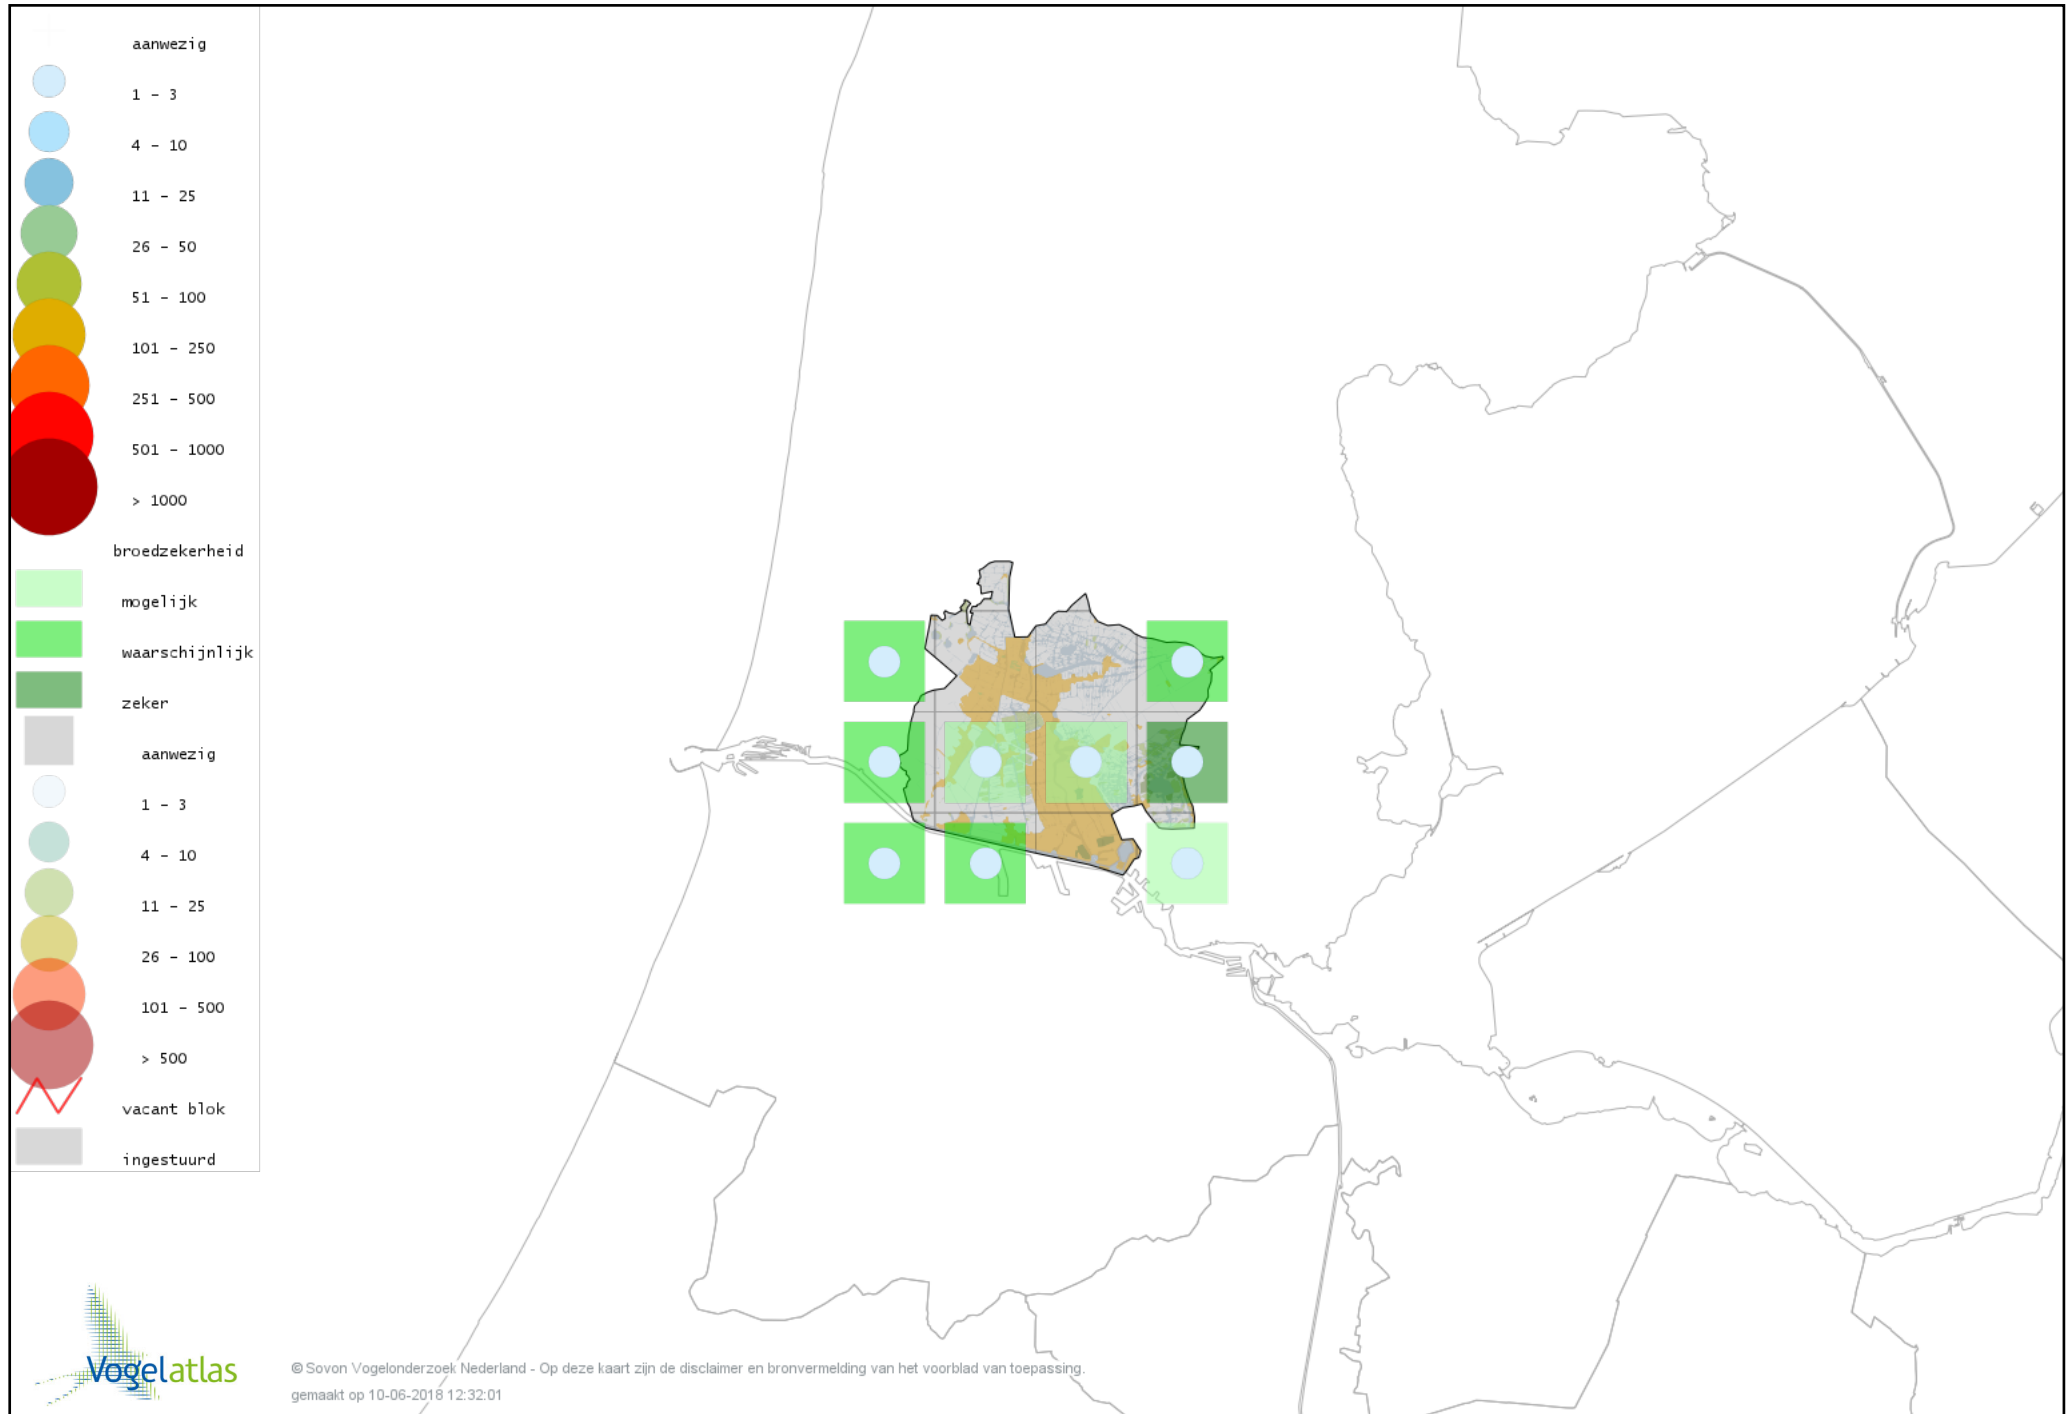 aanwezig
1 - 3
4 - 10
11 - 25
26 - 50
51 - 100
101 - 250
251 - 500
501 - 1000
> 1000
broedzekerheid
mogelijk
waarschijnlijk
zeker
aanwezig
1 - 3
4 - 10
11 - 25
26 - 100
101 - 500
> 500
vacant blok
ingestuurd
Vogelatlas
© Sovon Vogelonderzoek Nederland - Op deze kaart zijn de disclaimer en bronvermelding van het voorblad van toepassing.
gemaakt op 10-06-2018 12:32:01